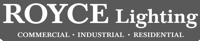 ROYCE Lighting
COMMERCIAL • INDUSTRIAL • RESIDENTIAL